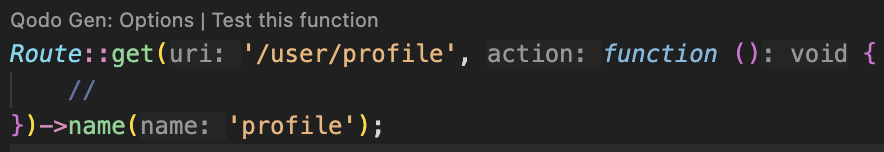 Qodo Gen: Options | Test this function
Route::get(uri: '/user/profile', action: function (): void {
    //
})->name(name: 'profile');